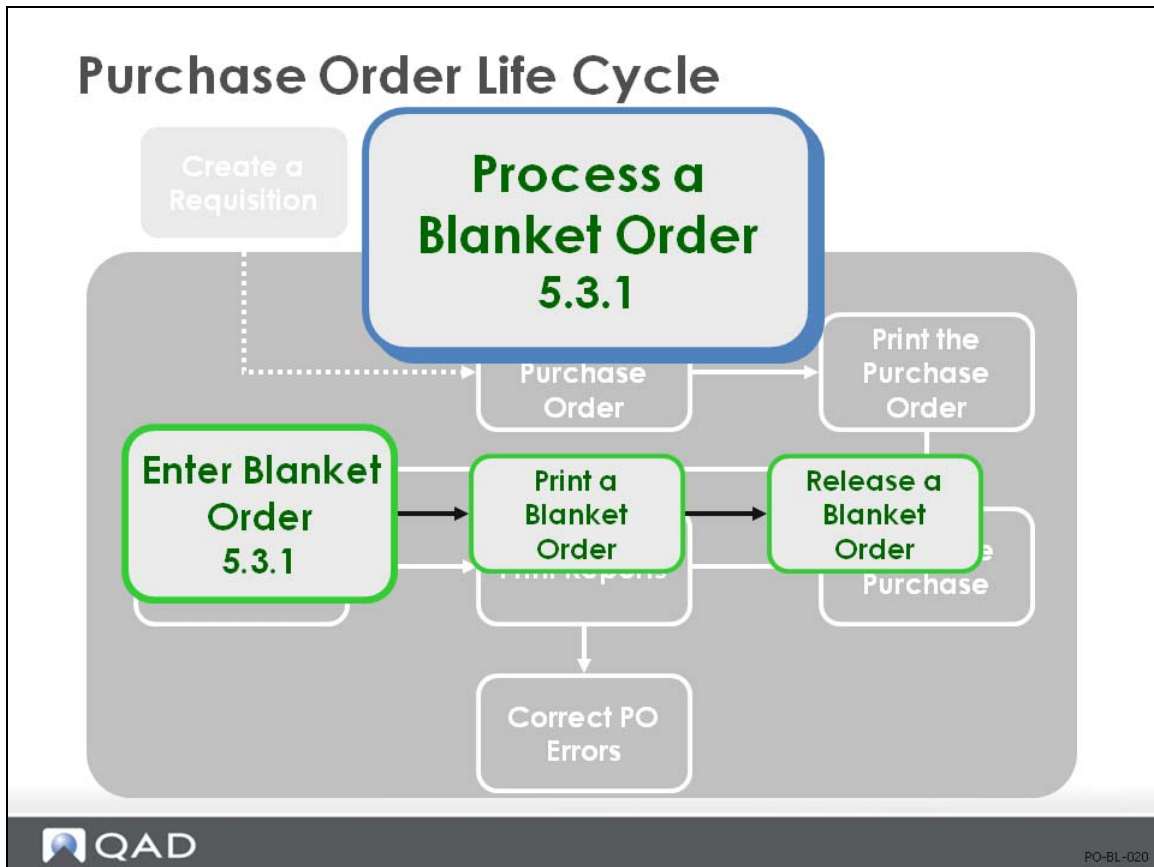 Purchase Order Life Cycle
Create a
Requisition
Process a
Blanket Order
5.3.1
Purchase
Order
Print the
Purchase
Order
Enter Blanket
Order
5.3.1
Print a
Blanket
Order
Release a
Blanket
Order
Print Reports
Purchase
Correct PO
Errors
QAD
PO-BL-020